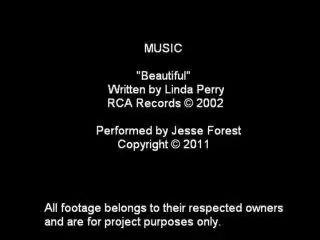 MUSIC
"Beautiful"
Written by Linda Perry
RCA Records © 2002
Performed by Jesse Forest
Copyright © 2011
All footage belongs to their respected owners
and are for project purposes only.